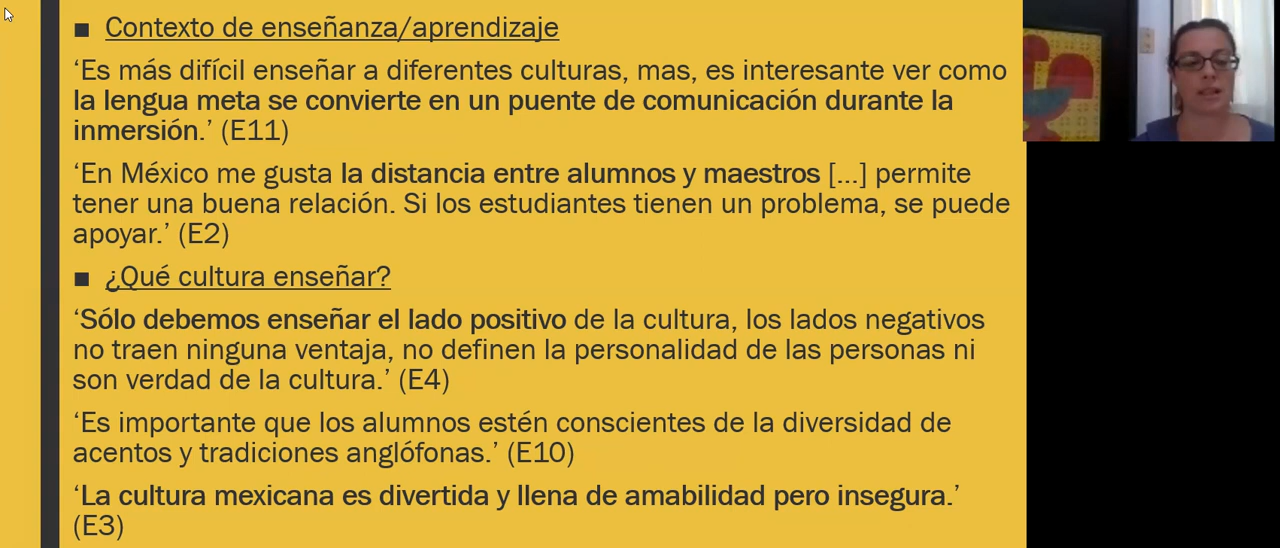 ■ Contexto de enseñanza/aprendizaje
‘Es más difícil enseñar a diferentes culturas, mas, es interesante ver como
la lengua meta se convierte en un puente de comunicación durante la
inmersión.’ (E11)
‘En México me gusta la distancia entre alumnos y maestros [...] permite
tener una buena relación. Si los estudiantes tienen un problema, se puede
apoyar.’ (E2)
■ ¿Qué cultura enseñar?
‘Sólo debemos enseñar el lado positivo de la cultura, los lados negativos
no traen ninguna ventaja, no definen la personalidad de las personas ni
son verdad de la cultura.’ (E4)
‘Es importante que los alumnos estén conscientes de la diversidad de
acentos y tradiciones anglófonas.’ (E10)
‘La cultura mexicana es divertida y llena de amabilidad pero insegura.’
(E3)